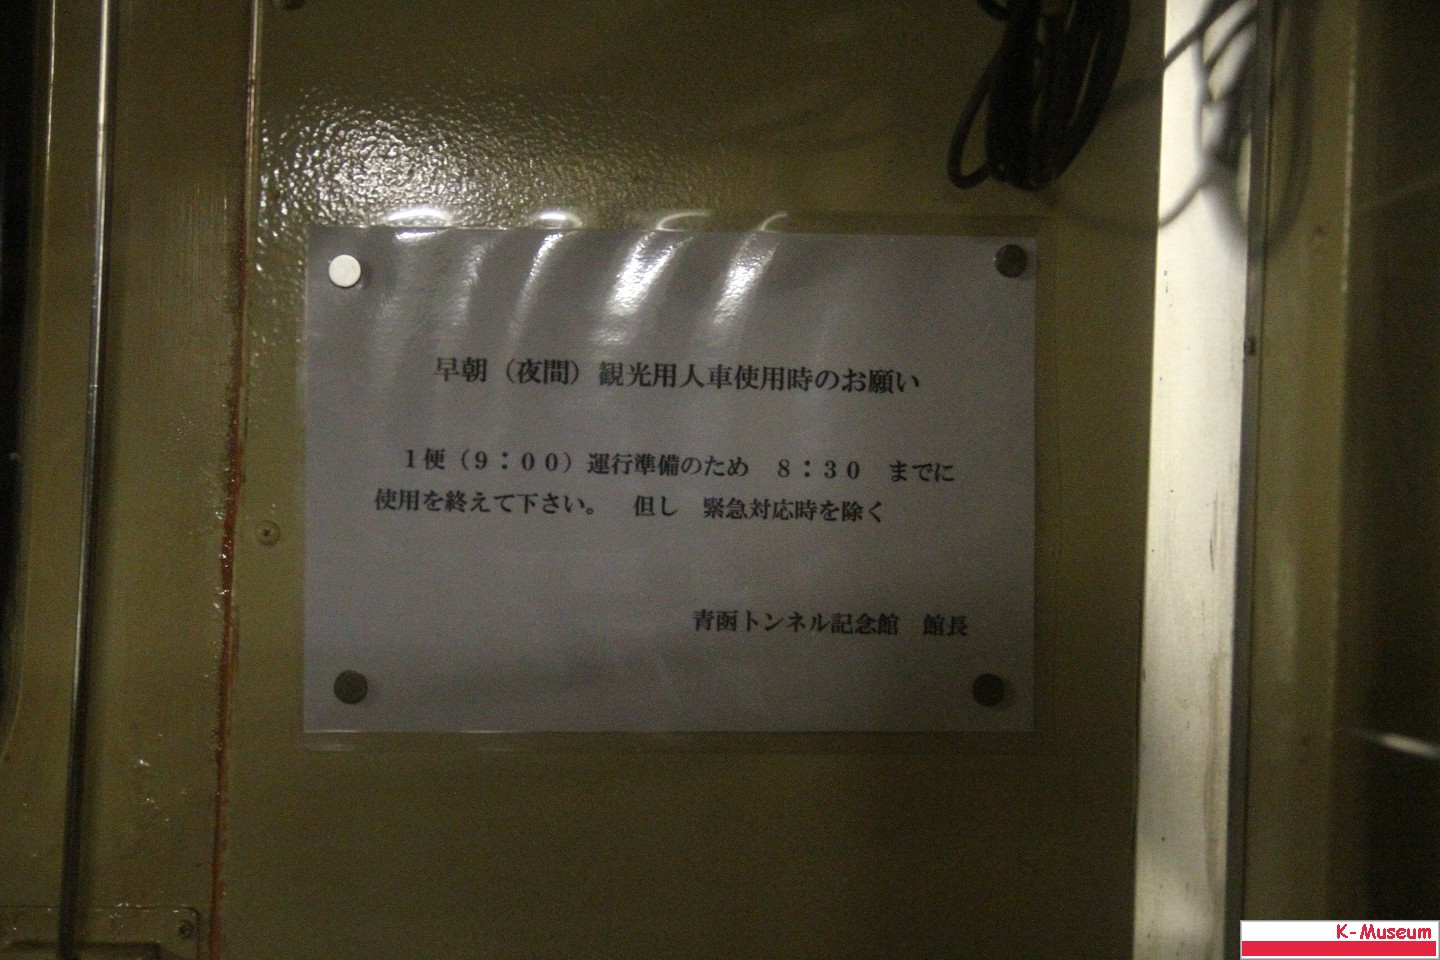 早朝（夜間）観光用人車使用時のお願い
１便（９：００）運行準備のため　８：３０　までに
使用を終えて下さい。　但し　緊急対応時を除く
青函トンネル記念館　館長
K-Museum